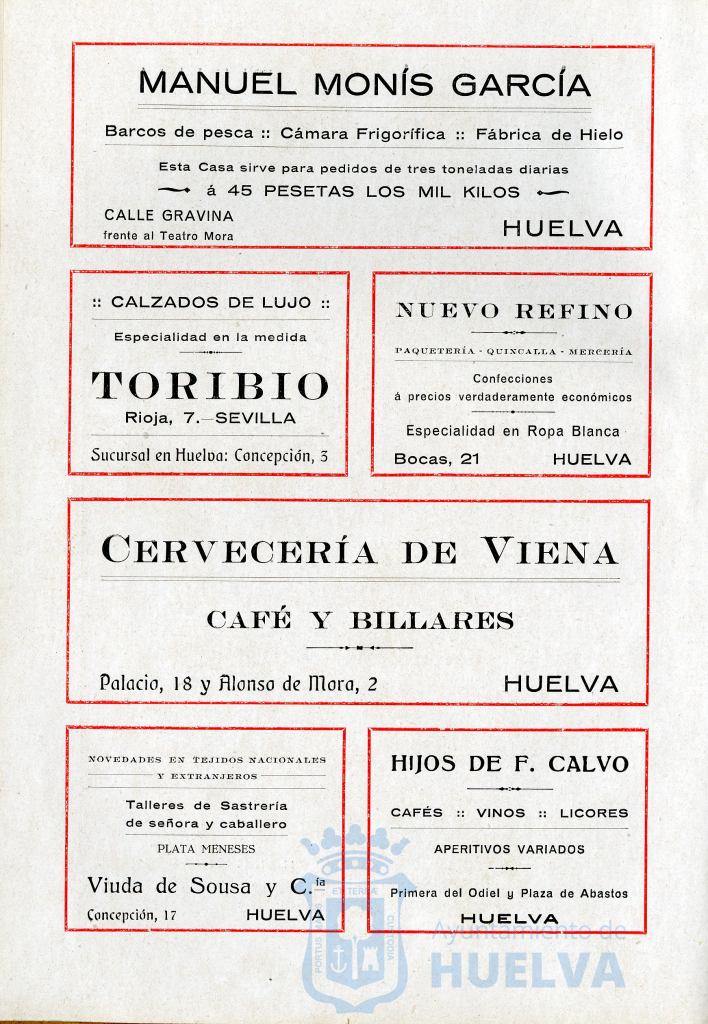 MANUEL MONÍS GARCÍA
Barcos de pesca :: Cámara Frigorífica :: Fábrica de Hielo
Esta Casa sirve para pedidos de tres toneladas diarias
á 45 PESETAS LOS MIL KILOS
CALLE GRAVINA
frente al Teatro Mora
HUELVA
:: CALZADOS DE LUJO ::
Especialidad en la medida
TORIBIO
Rioja, 7.—SEVILLA
Sucursal en Huelva: Concepción, 3
NUEVO REFINO
PAQUETERÍA - QUINCALLA - MERCERÍA
Confecciones
á precios verdaderamente económicos
Especialidad en Ropa Blanca
Bocas, 21 HUELVA
CERVECERÍA DE VIENA
CAFÉ Y BILLARES
Palacio, 18 y Alonso de Mora, 2 HUELVA
NOVEDADES EN TEJIDOS NACIONALES
Y EXTRANJEROS
Talleres de Sastrería
de señora y caballero
PLATA MENESES
Viuda de Sousa y C.ía
Concepción, 17 HUELVA
HIJOS DE F. CALVO
CAFÉS :: VINOS :: LICORES
APERITIVOS VARIADOS
Primera del Odiel y Plaza de Abastos
HUELVA
PORTUS MARIS ET TERRA CUSTODIA
Ayuntamiento de
HUELVA